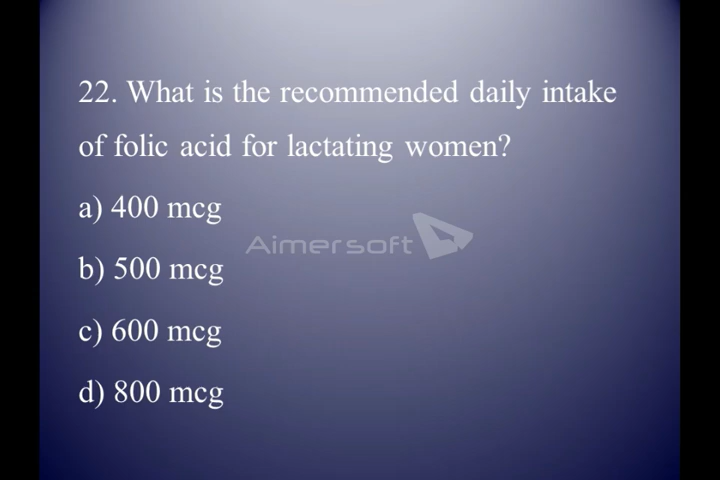 22. What is the recommended daily intake
of folic acid for lactating women?
a) 400 mcg
Aimersoft
b) 500 mcg
c) 600 mcg
d) 800 mcg